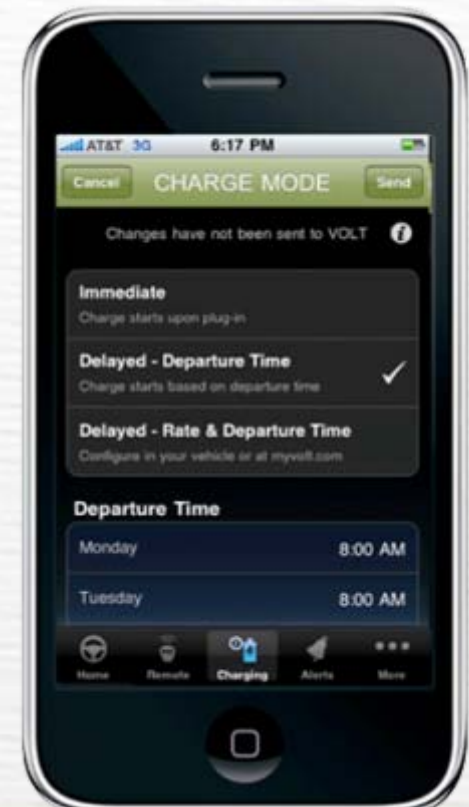 AT&T 3G 6:17 PM
Cancel CHARGE MODE Send
Changes have not been sent to VOLT i
Immediate
Charge starts upon plug-in
Delayed - Departure Time
Charge starts based on departure time
Delayed - Rate & Departure Time
Configure in your vehicle or at myvolt.com
Departure Time
Monday 8:00 AM
Tuesday 8:00 AM
Home Remote Charging Alerts More